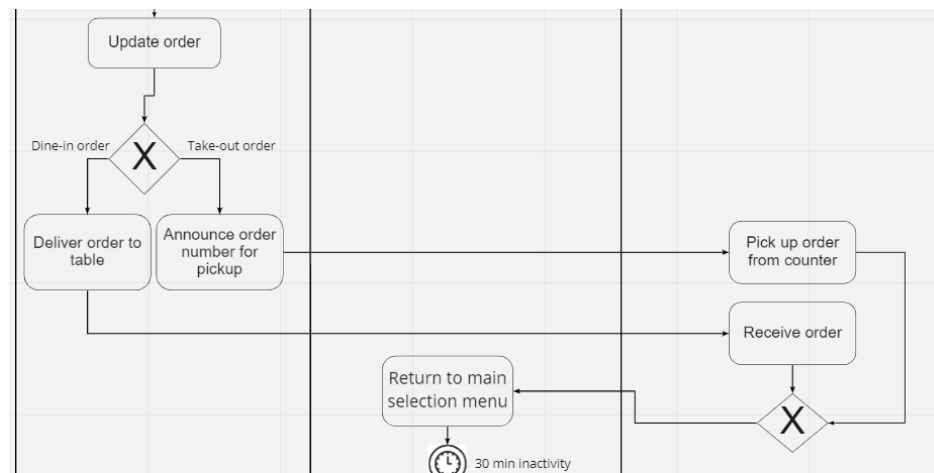 Update order
Dine-in order
X
Take-out order
Deliver order to
table
Announce order
number for
pickup
Pick up order
from counter
Receive order
Return to main
selection menu
X
30 min inactivity